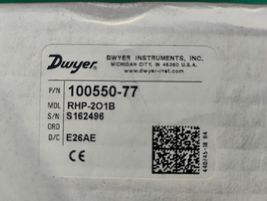 Dwyer
DWYER INSTRUMENTS, INC.
MICHIGAN CITY, IN 46360 U.S.A.
www.dwyer-inst.com
P/N 100550-77
MDL RHP-2O1B
S/N S162496
ORD
D/C E26AE
CE